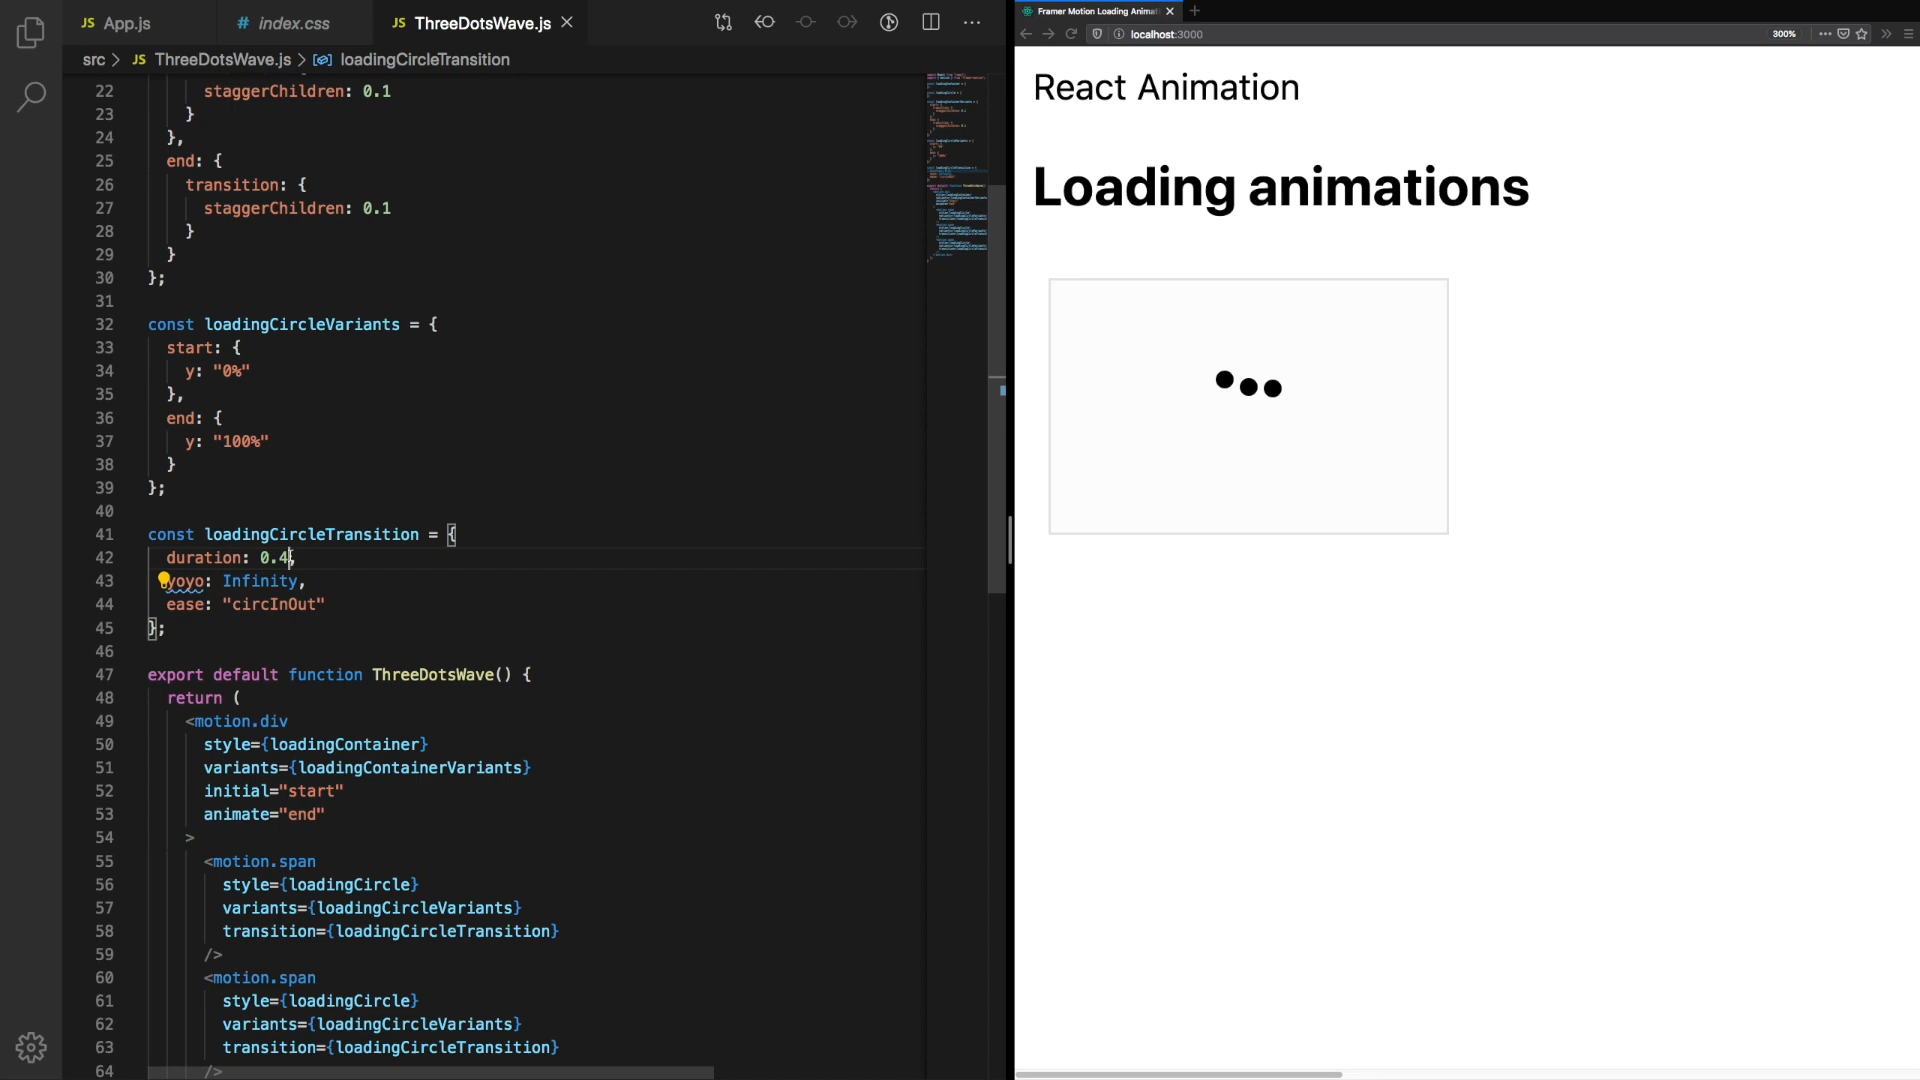 JS App.js
# index.css
JS ThreeDotsWave.js
src > JS ThreeDotsWave.js > loadingCircleTransition
22 staggerChildren: 0.1
23 }
24 },
25 end: {
26 transition: {
27 staggerChildren: 0.1
28 }
29 }
30 };
31
32 const loadingCircleVariants = {
33 start: {
34 y: "0%"
35 },
36 end: {
37 y: "100%"
38 }
39 };
40
41 const loadingCircleTransition = {
42 duration: 0.4,
43 yoyo: Infinity,
44 ease: "circInOut"
45 };
46
47 export default function ThreeDotsWave() {
48 return (
49 <motion.div
50 style={loadingContainer}
51 variants={loadingContainerVariants}
52 initial="start"
53 animate="end"
54 >
55 <motion.span
56 style={loadingCircle}
57 variants={loadingCircleVariants}
58 transition={loadingCircleTransition}
59 />
60 <motion.span
61 style={loadingCircle}
62 variants={loadingCircleVariants}
63 transition={loadingCircleTransition}
64 />
Framer Motion Loading Animat
localhost:3000
300%
React Animation
Loading animations